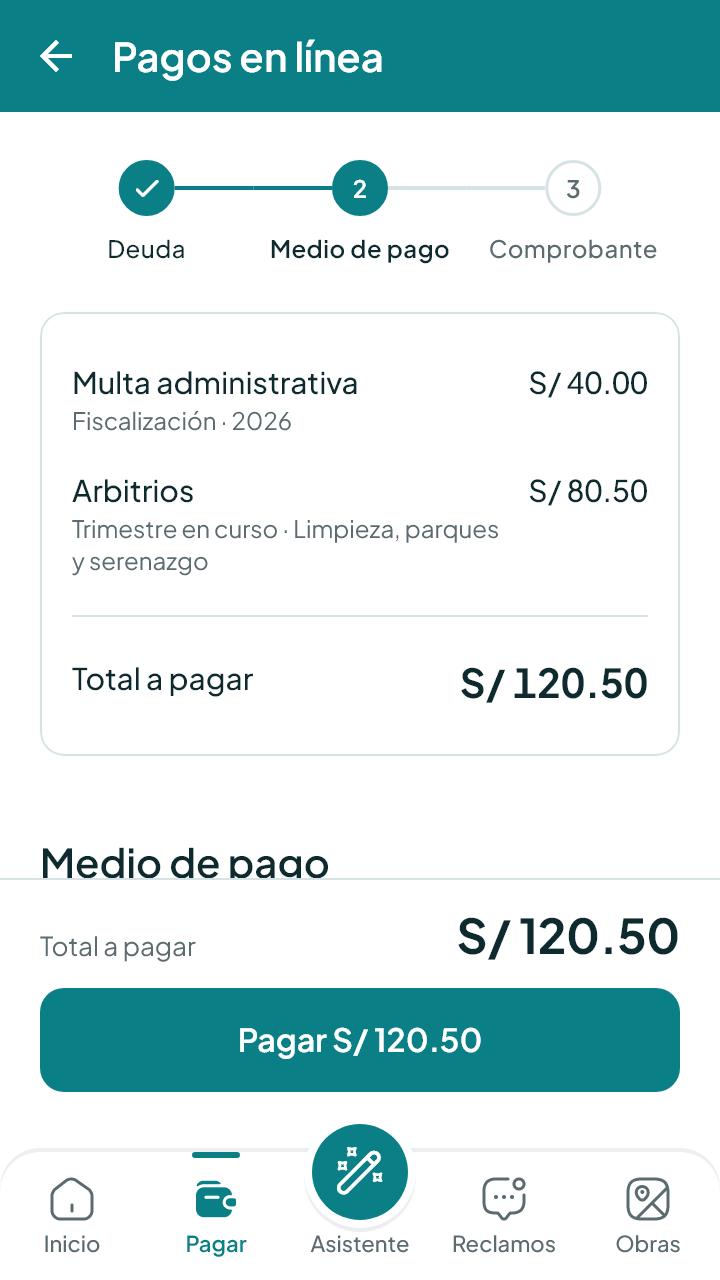 Pagos en línea
2
3
Deuda
Medio de pago
Comprobante
Multa administrativa
S/ 40.00
Fiscalización · 2026
Arbitrios
S/ 80.50
Trimestre en curso · Limpieza, parques
y serenazgo
Total a pagar
S/ 120.50
Medio de pago
Total a pagar
S/ 120.50
Pagar S/ 120.50
Inicio
Pagar
Asistente
Reclamos
Obras